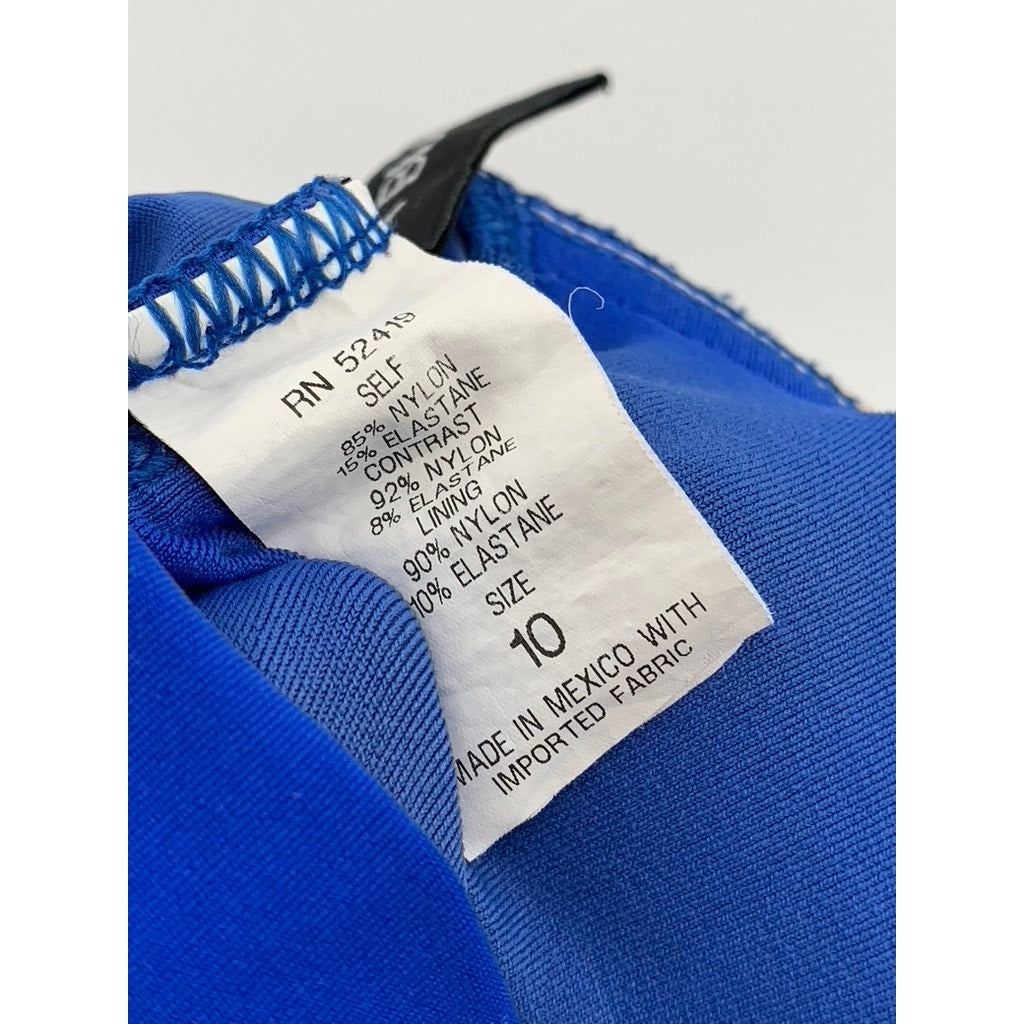 RN 52419
SELF
85% NYLON
15% ELASTANE
CONTRAST
92% NYLON
8% ELASTANE
LINING
90% NYLON
10% ELASTANE
SIZE
10
MADE IN MEXICO WITH
IMPORTED FABRIC